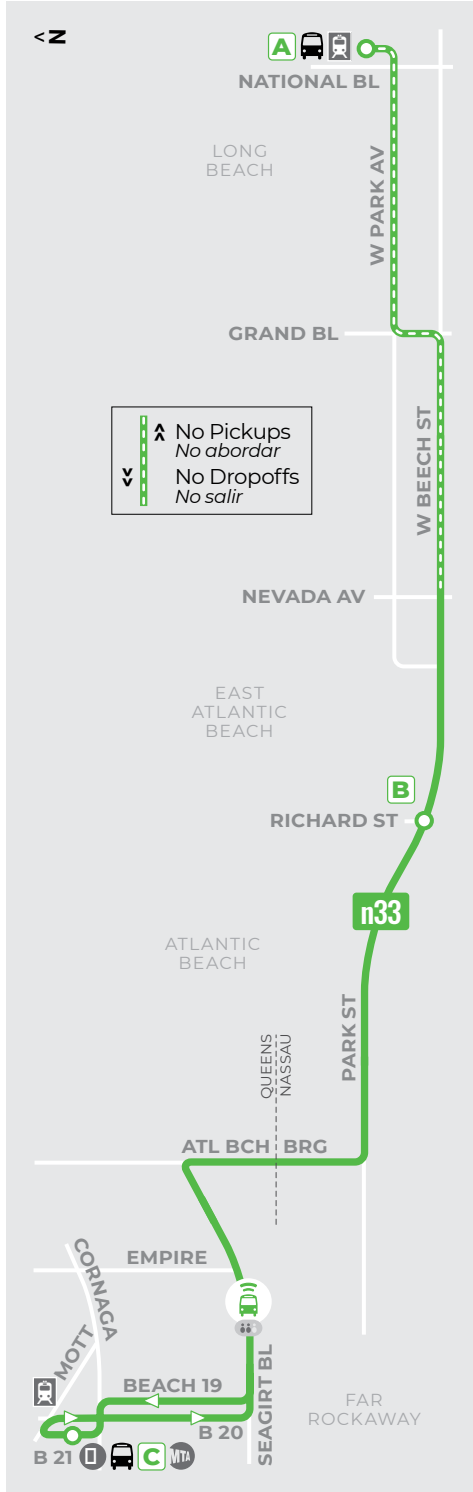 < N
A
NATIONAL BL
LONG
BEACH
W PARK AV
GRAND BL
No Pickups
No abordar
No Dropoffs
No salir
W BEECH ST
NEVADA AV
EAST
ATLANTIC
BEACH
B
RICHARD ST
n33
ATLANTIC
BEACH
PARK ST
QUEENS
NASSAU
ATL BCH BRG
EMPIRE
CORNAGA
MOTT
BEACH 19
B 20
SEAGIRT BL
FAR
ROCKAWAY
B 21
C
MTA